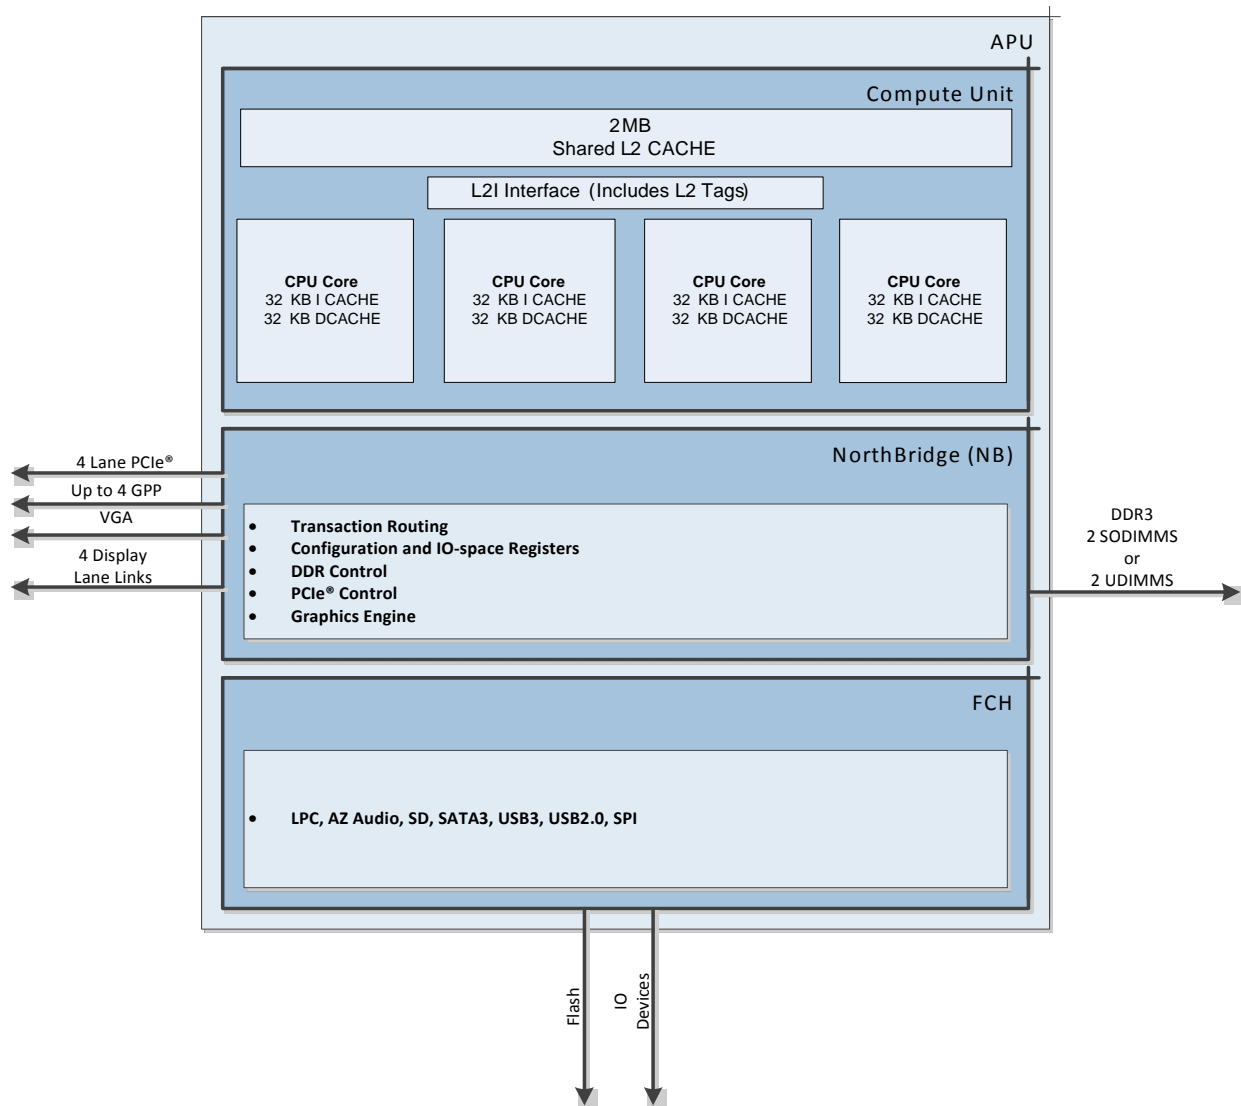 APU
Compute Unit
2MB
Shared L2 CACHE
L2I Interface (Includes L2 Tags)
CPU Core
32 KB I CACHE
32 KB DCACHE
CPU Core
32 KB I CACHE
32 KB DCACHE
CPU Core
32 KB I CACHE
32 KB DCACHE
CPU Core
32 KB I CACHE
32 KB DCACHE
4 Lane PCIe®
Up to 4 GPP
VGA
4 Display
Lane Links
NorthBridge (NB)
• Transaction Routing
• Configuration and IO-space Registers
• DDR Control
• PCIe® Control
• Graphics Engine
DDR3
2 SODIMMS
or
2 UDIMMS
FCH
• LPC, AZ Audio, SD, SATA3, USB3, USB2.0, SPI
Flash
IO
Devices